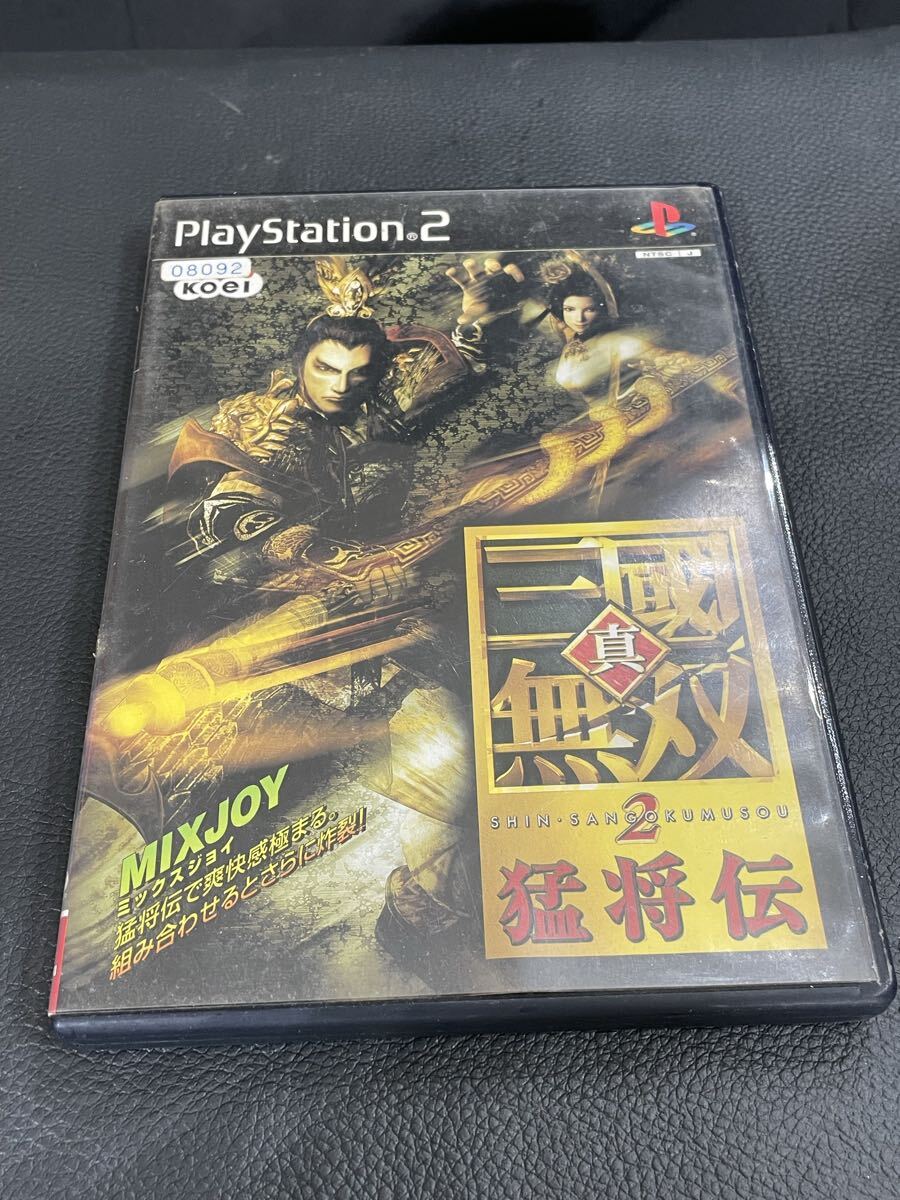 PlayStation®2
NTSC J
08092
KOEI
三國
真
無双
SHIN・SANGOKUMUSOU
2
猛将伝
MIXJOY
ミックスジョイ
猛将伝で爽快感極まる。
組み合わせるとさらに炸裂!!